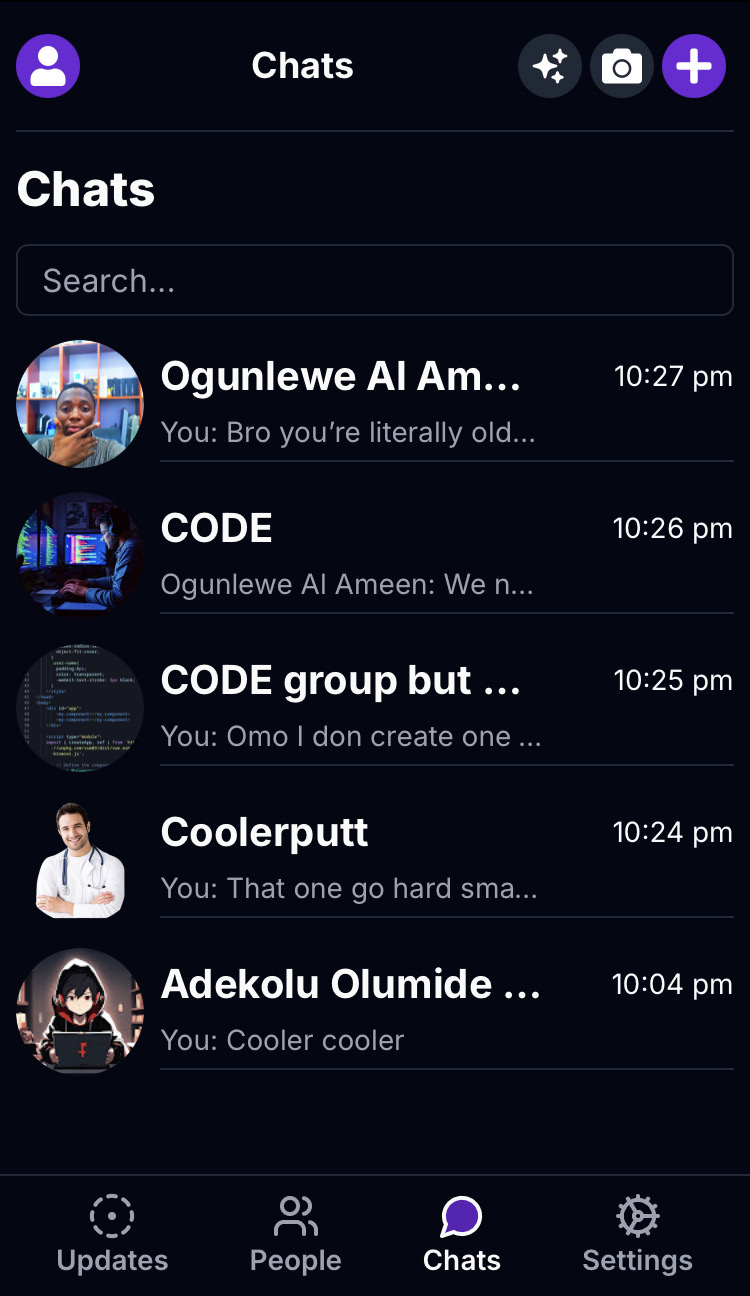 Chats
Chats
Search...
Ogunlewe Al Am...
10:27 pm
You: Bro you’re literally old...
CODE
10:26 pm
Ogunlewe Al Ameen: We n...
CODE group but ...
10:25 pm
You: Omo I don create one ...
Coolerputt
10:24 pm
You: That one go hard sma...
Adekolu Olumide ...
10:04 pm
You: Cooler cooler
Updates
People
Chats
Settings